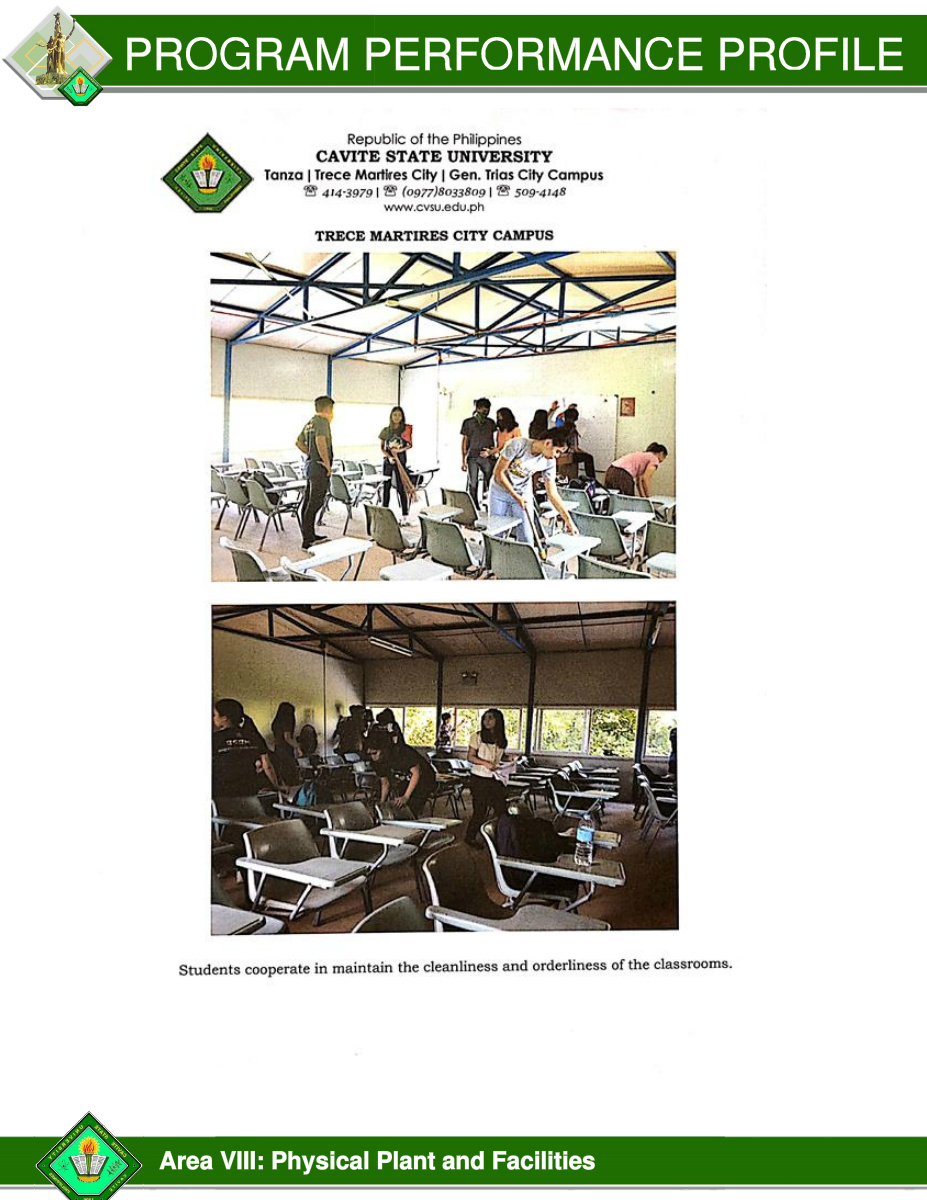 PROGRAM PERFORMANCE PROFILE
Republic of the Philippines
CAVITE STATE UNIVERSITY
Tanza | Trece Martires City | Gen. Trias City Campus
☏ 414-3979 | ☏ (0977)8033809 | ☏ 509-4148
www.cvsu.edu.ph
TRECE MARTIRES CITY CAMPUS
Students cooperate in maintain the cleanliness and orderliness of the classrooms.
Area VIII: Physical Plant and Facilities